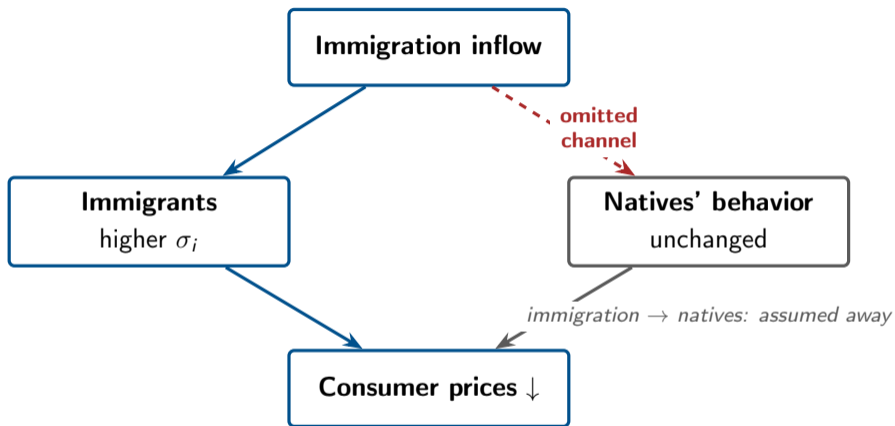 Immigration inflow
omitted
channel
Immigrants
higher σᵢ
Natives' behavior
unchanged
immigration → natives: assumed away
Consumer prices ↓